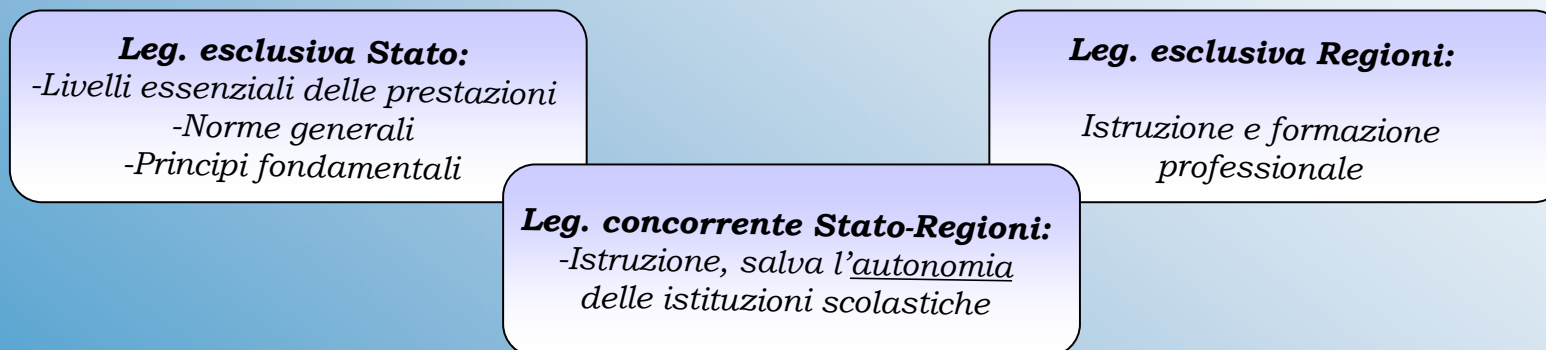 Leg. esclusiva Stato:
-Livelli essenziali delle prestazioni
-Norme generali
-Principi fondamentali
Leg. esclusiva Regioni:
Istruzione e formazione
professionale
Leg. concorrente Stato-Regioni:
-Istruzione, salva l’autonomia
delle istituzioni scolastiche